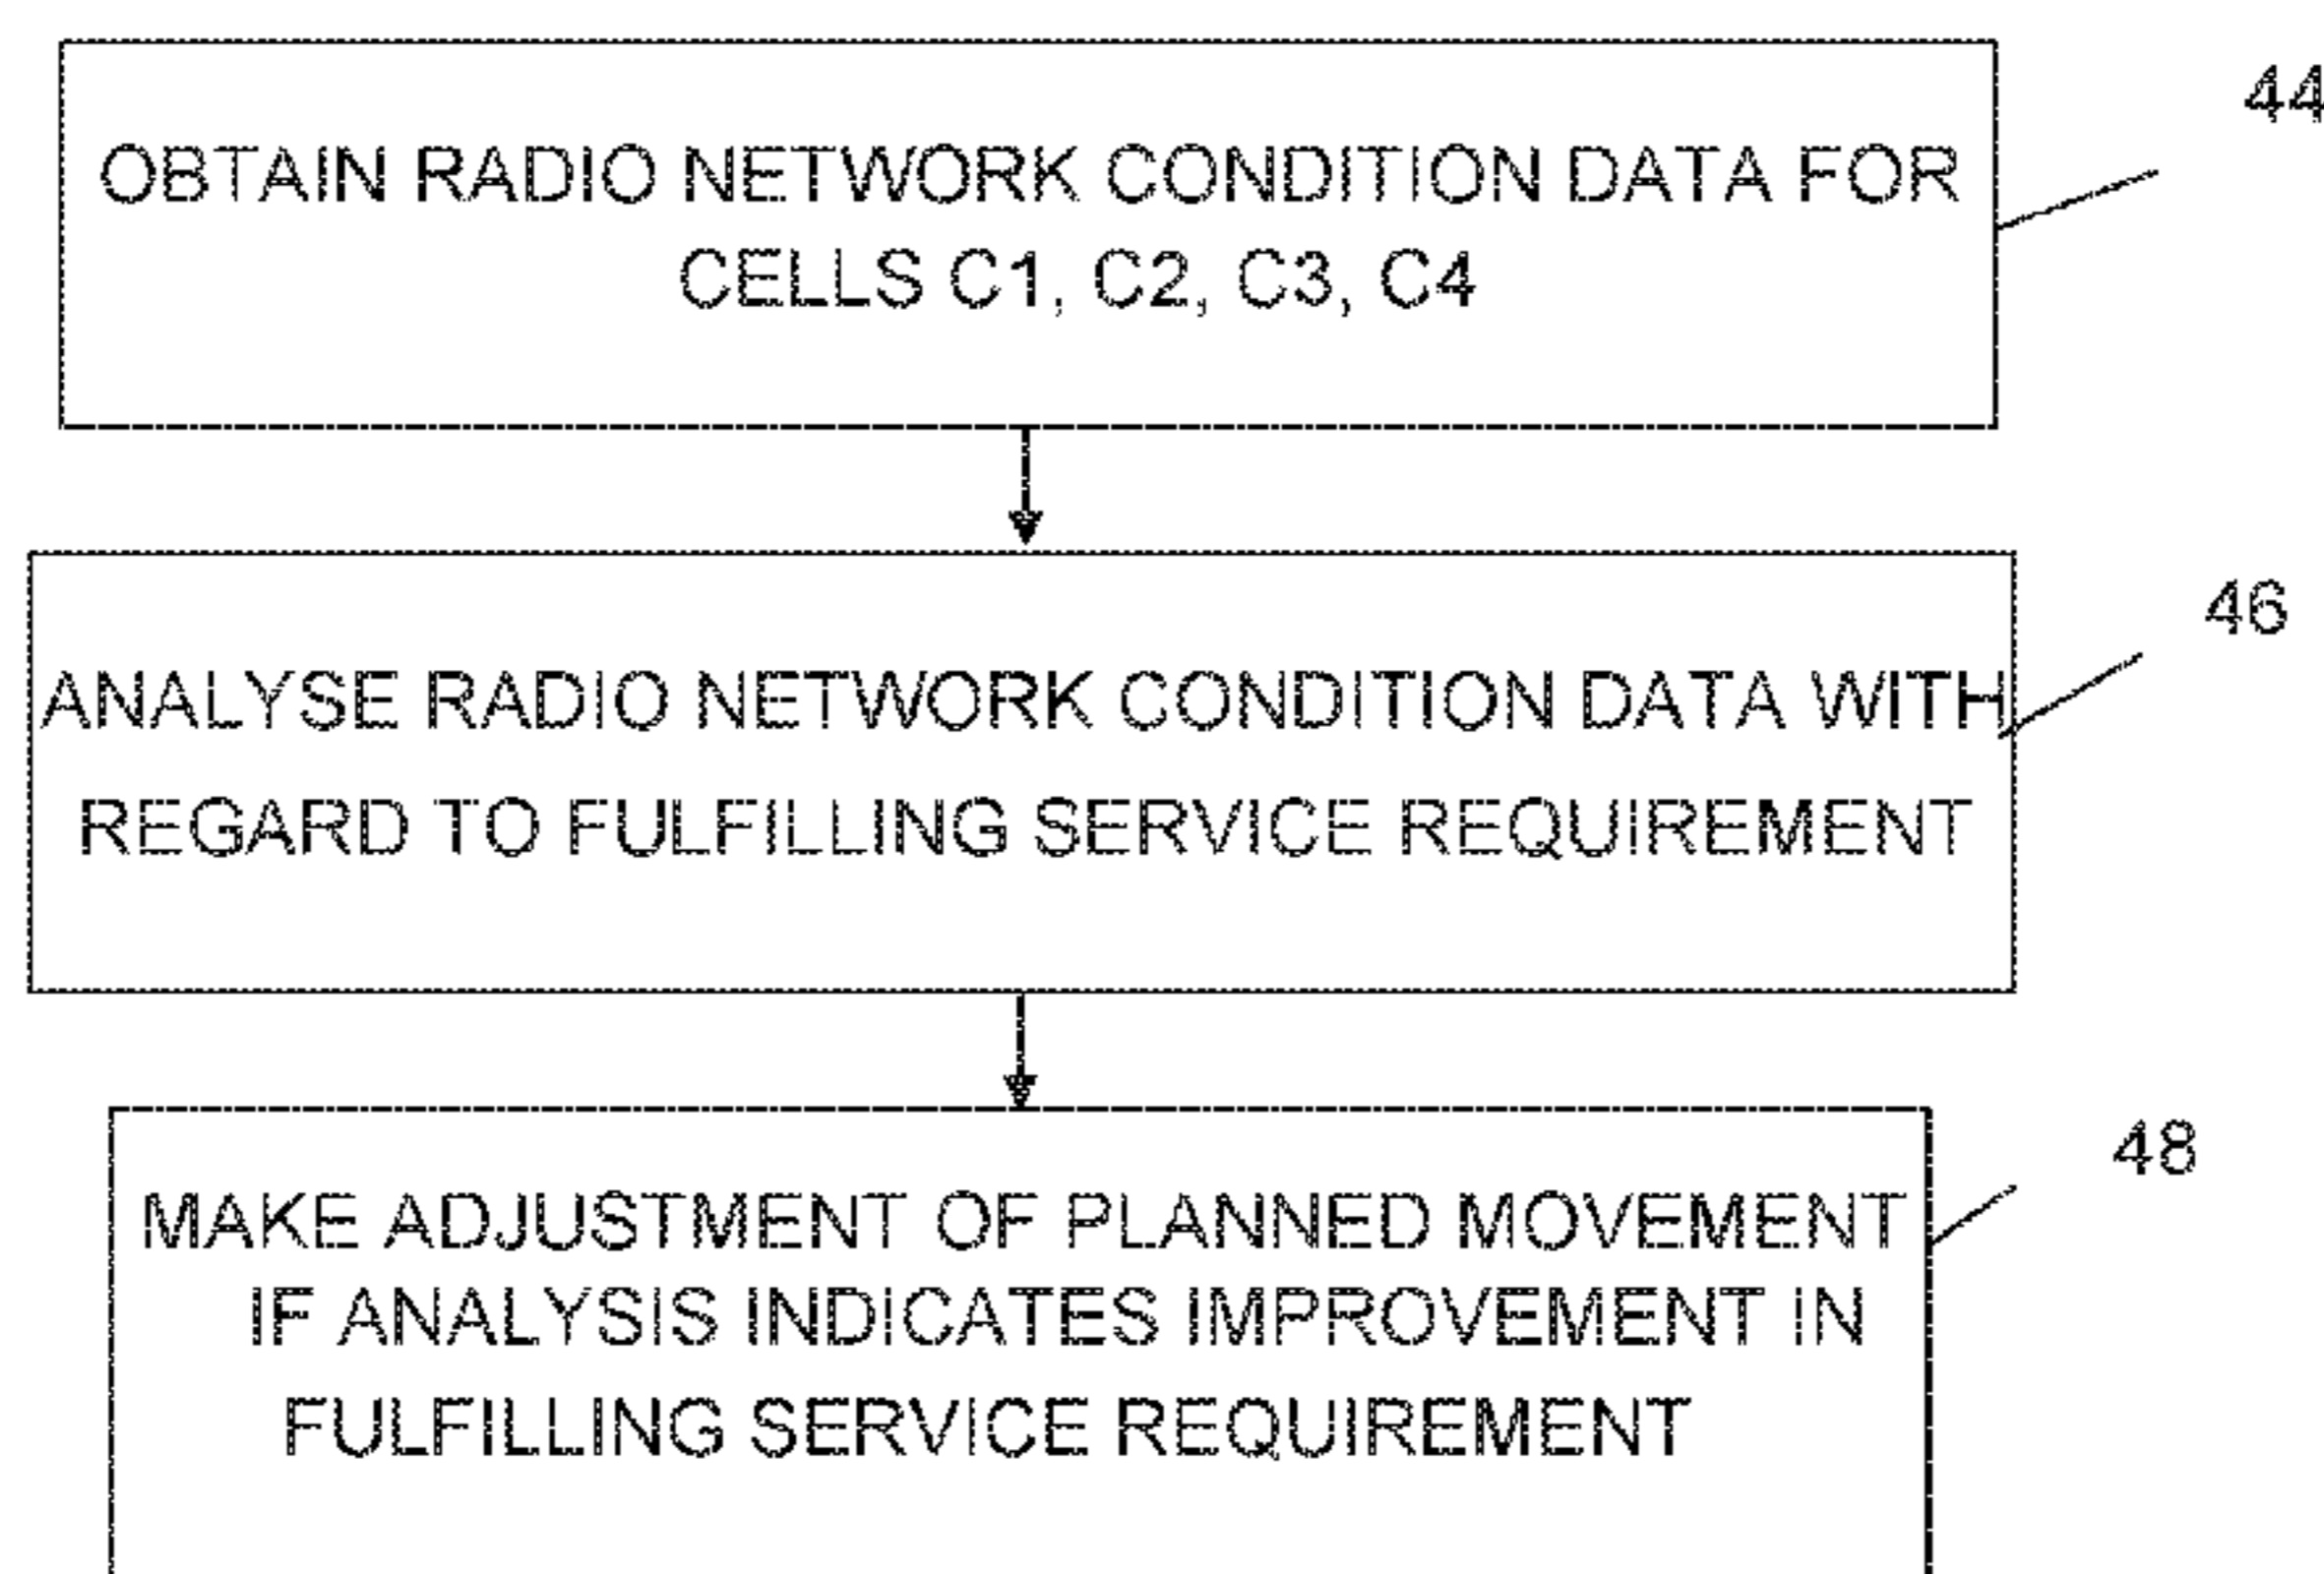 44
OBTAIN RADIO NETWORK CONDITION DATA FOR
CELLS C1, C2, C3, C4
46
ANALYSE RADIO NETWORK CONDITION DATA WITH
REGARD TO FULFILLING SERVICE REQUIREMENT
48
MAKE ADJUSTMENT OF PLANNED MOVEMENT
IF ANALYSIS INDICATES IMPROVEMENT IN
FULFILLING SERVICE REQUIREMENT